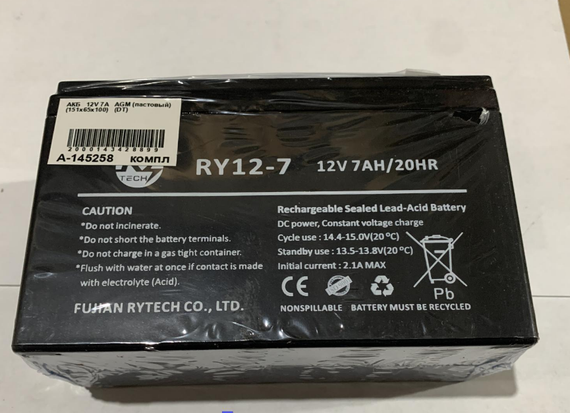 АКБ 12V 7A AGM (пастовый)
(151x65x100) (DT)
A-145258 компл
TECH
RY12-7 12V 7AH/20HR
CAUTION
*Do not incinerate.
*Do not short the battery terminals.
*Do not charge in a gas tight container.
*Flush with water at once if contact is made
with electrolyte (Acid).
FUJIAN RYTECH CO., LTD.
Rechargeable Sealed Lead-Acid Battery
DC power, Constant voltage charge
Cycle use : 14.4-15.0V(20°C)
Standby use : 13.5-13.8V(20°C)
Initial current : 2.1A MAX
CE
Pb
NONSPILLABLE BATTERY MUST BE RECYCLED